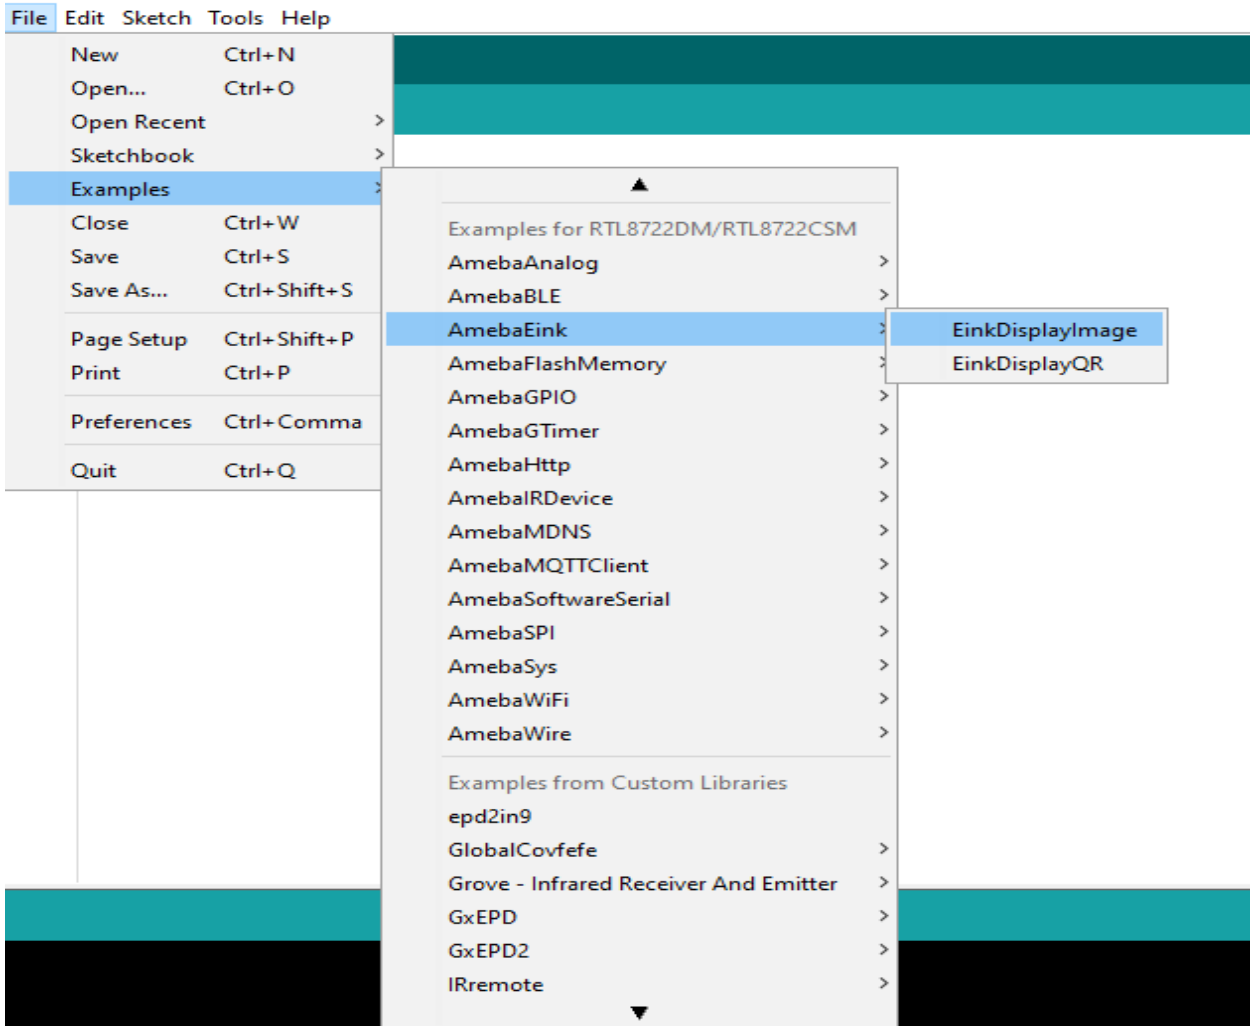 File Edit Sketch Tools Help
New Ctrl+N
Open... Ctrl+O
Open Recent >
Sketchbook >
Examples >
Close Ctrl+W
Save Ctrl+S
Save As... Ctrl+Shift+S
Page Setup Ctrl+Shift+P
Print Ctrl+P
Preferences Ctrl+Comma
Quit Ctrl+Q
Examples for RTL8722DM/RTL8722CSM
AmebaAnalog >
AmebaBLE >
AmebaEink >
AmebaFlashMemory >
AmebaGPIO >
AmebaGTimer >
AmebaHttp >
AmebaIRDevice >
AmebaMDNS >
AmebaMQTTClient >
AmebaSoftwareSerial >
AmebaSPI >
AmebaSys >
AmebaWiFi >
AmebaWire >
Examples from Custom Libraries
epd2in9
GlobalCovfefe >
Grove - Infrared Receiver And Emitter >
GxEPD >
GxEPD2 >
IRremote >
EinkDisplayImage
EinkDisplayQR